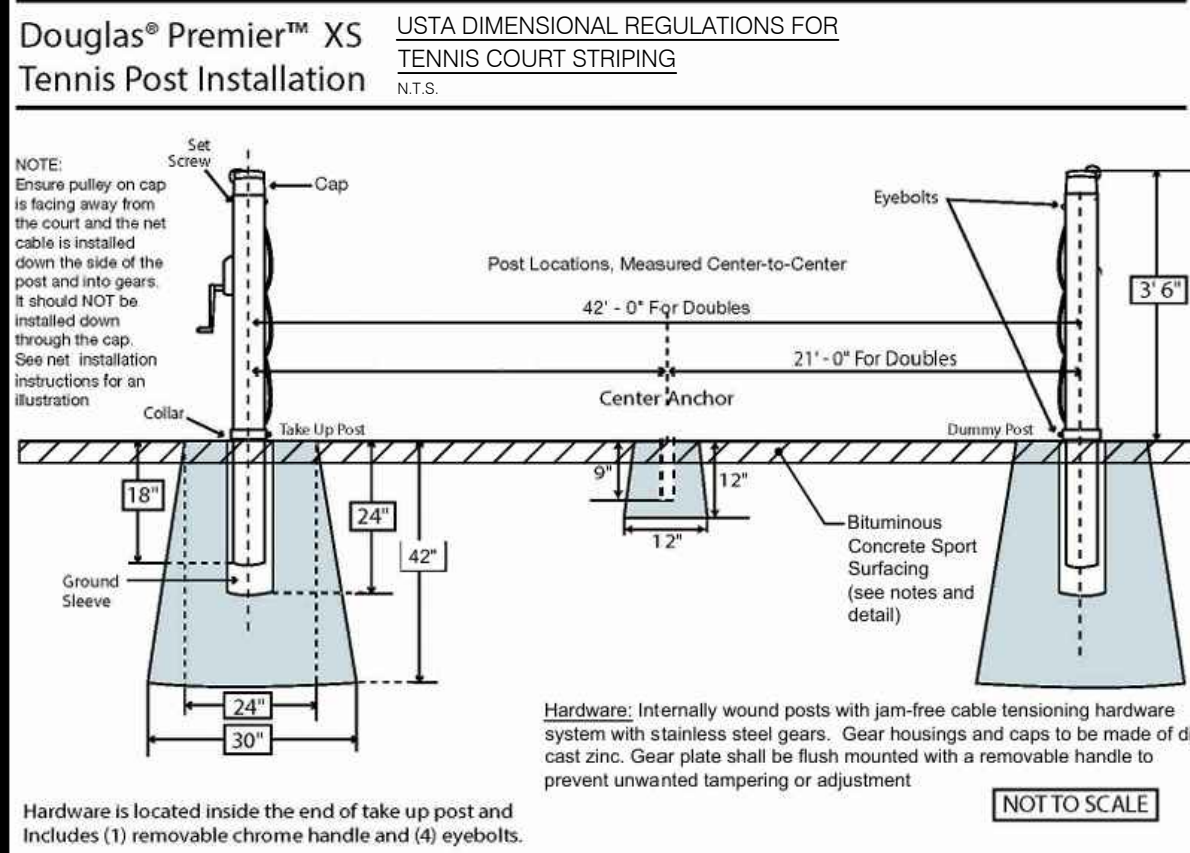 Douglas® Premier™ XS
Tennis Post Installation
USTA DIMENSIONAL REGULATIONS FOR
TENNIS COURT STRIPING
N.T.S.
NOTE:
Ensure pulley on cap
is facing away from
the court and the net
cable is installed
down the side of the
post and into gears.
It should NOT be
installed down
through the cap.
See net installation
instructions for an
illustration
Set
Screw
Cap
Eyebolts
Post Locations, Measured Center-to-Center
42' - 0" For Doubles
3' 6"
21' - 0" For Doubles
Center Anchor
Collar
Take Up Post
Dummy Post
18"
24"
42"
9"
12"
12"
Ground
Sleeve
Bituminous
Concrete Sport
Surfacing
(see notes and
detail)
24"
30"
Hardware: Internally wound posts with jam-free cable tensioning hardware
system with stainless steel gears. Gear housings and caps to be made of
cast zinc. Gear plate shall be flush mounted with a removable handle to
prevent unwanted tampering or adjustment
NOT TO SCALE
Hardware is located inside the end of take up post and
Includes (1) removable chrome handle and (4) eyebolts.